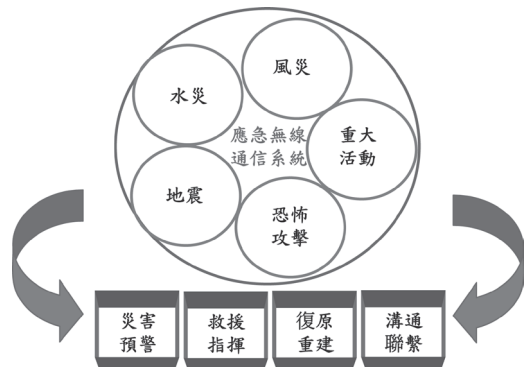 風災
水災
應急無線
通信系統
重大
活動
地震
恐怖
攻擊
災害
預警
救援
指揮
復原
重建
溝通
聯繫